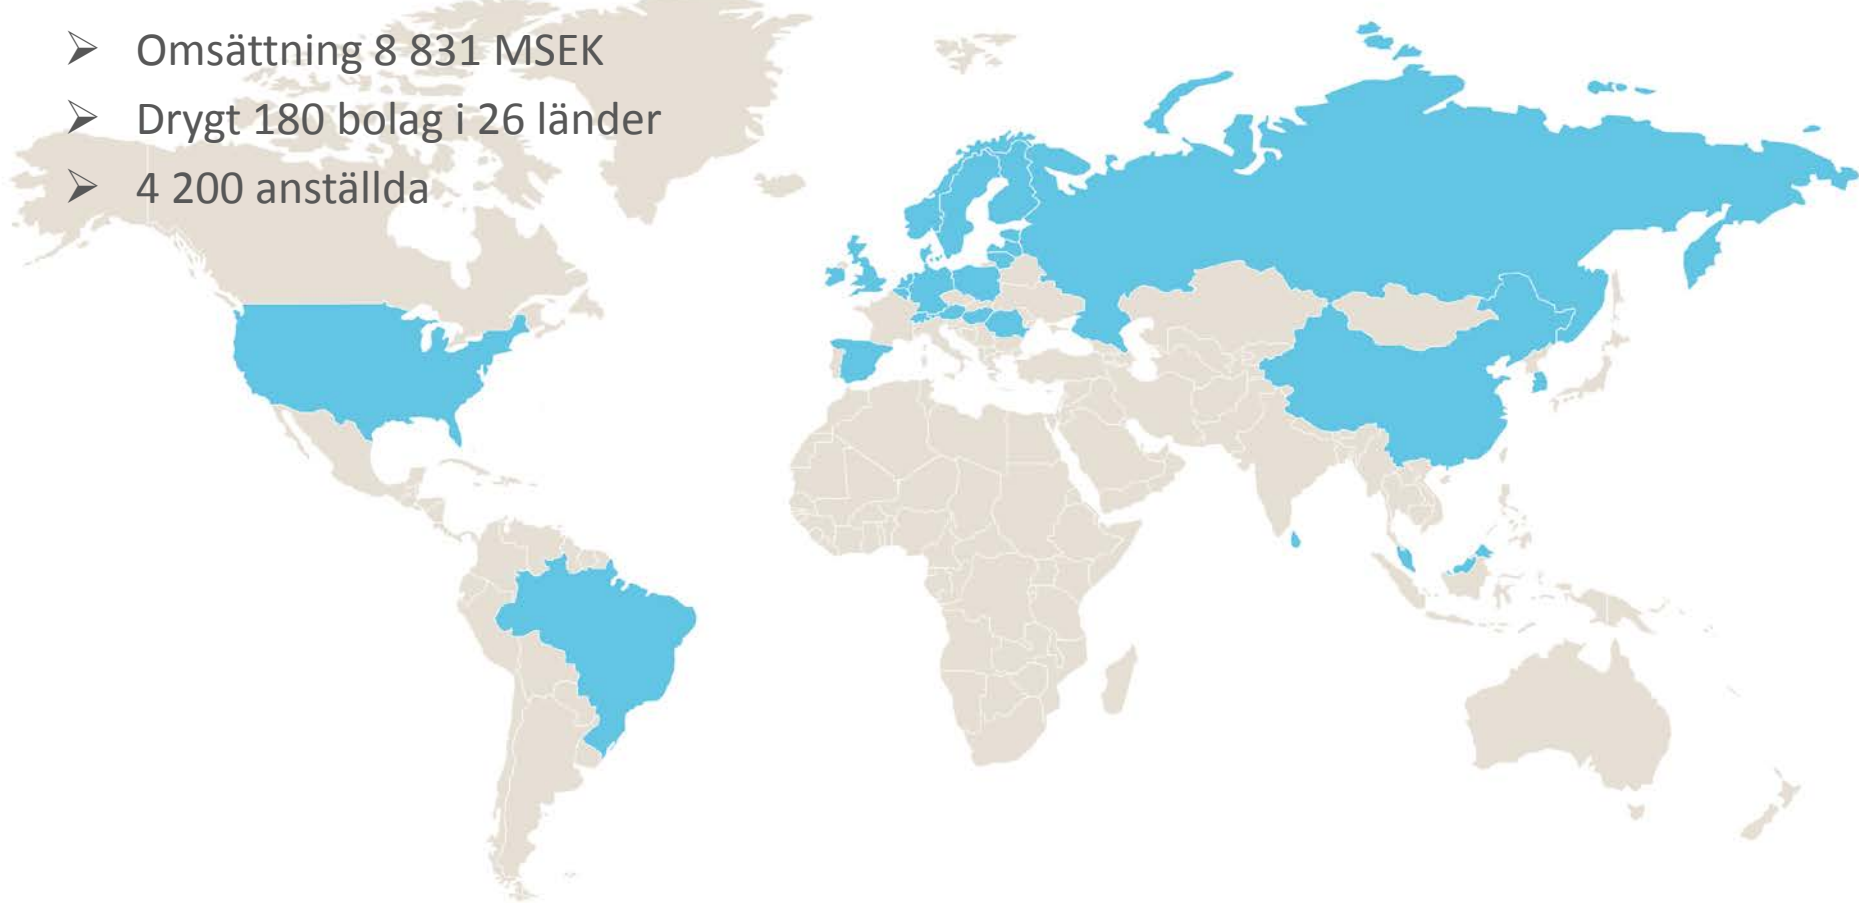 ➢ Omsättning 8 831 MSEK
➢ Drygt 180 bolag i 26 länder
➢ 4 200 anställda